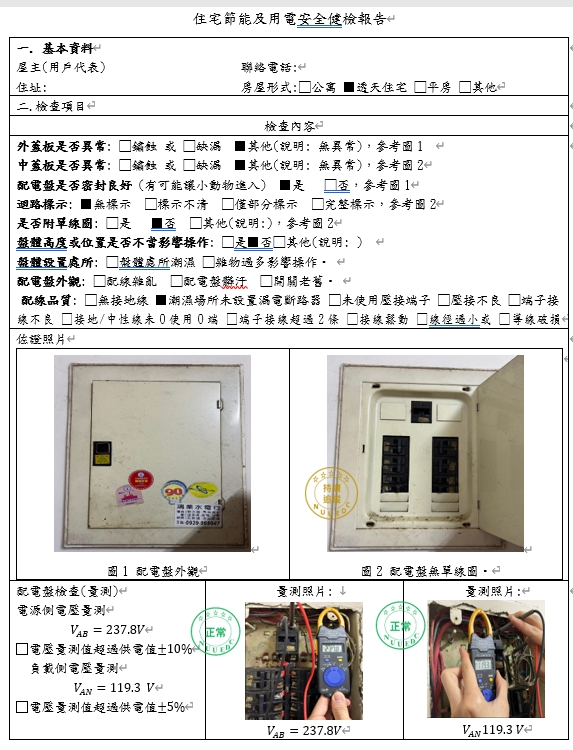 住宅節能及用電安全健檢報告
一. 基本資料
屋主(用戶代表) 聯絡電話:
住址: 房屋形式:□公寓 ■透天住宅 □平房 □其他
二.檢查項目
檢查內容
外蓋板是否異常: □鏽蝕 或 □缺漏 ■其他(說明: 無異常)，參考圖1
中蓋板是否異常: □鏽蝕 或 □缺漏 ■其他(說明: 無異常)，參考圖2
配電盤是否密封良好 (有可能讓小動物進入) ■是 □否，參考圖1
迴路標示: ■無標示 □標示不清 □僅部分標示 □完整標示，參考圖2
是否附單線圖: □是 ■否 □其他(說明:)，參考圖2
盤體高度或位置是否不當影響操作: □是■否□其他(說明: )
盤體設置處所: □盤體處所潮濕 □雜物過多影響操作。
配電盤外觀: □配線雜亂 □配電盤髒汙 □開關老舊。
配線品質: □無接地線 ■潮濕場所未設置漏電斷路器 □未使用壓接端子 □壓接不良 □端子接
線不良 □接地/中性線未O使用O端 □端子接線超過2條 □接線鬆動 □線徑過小或 □導線破損
佐證照片
90
鴻業水電行
持續
追蹤
NUUEDC
圖1 配電盤外觀
圖2 配電盤無單線圖。
配電盤檢查(量測)
電源側電壓量測
V_AB = 237.8V
□電壓量測值超過供電值±10%
負載側電壓量測
V_AN = 119.3 V
□電壓量測值超過供電值±5%
量測照片:
正常
NUUEDC
V_AB = 237.8V
量測照片:
正常
NUUEDC
V_AN 119.3 V